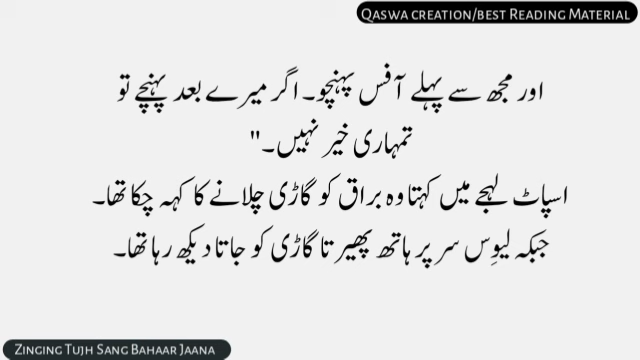 Qaswa creation/best Reading Material
اور مجھ سے پہلے آفس پہنچو۔ اگر میرے بعد پہنچے تو
تمہاری خیر نہیں۔"
اسپاٹ لہجے میں کہتا وہ براق کو گاڑی چلانے کا کہہ چکا تھا۔
جبکہ لیوِس سر پر ہاتھ پھیرتا گاڑی کو جاتا دیکھ رہا تھا۔
Zinging Tujh Sang Bahaar Jaana